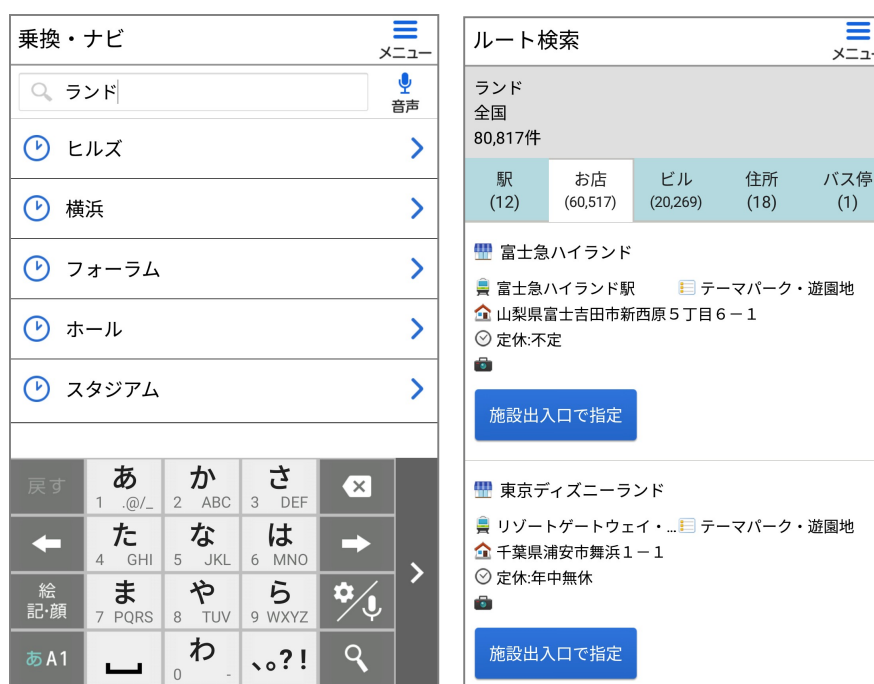 乗換・ナビ
メニュー
ランド
音声
ヒルズ
横浜
フォーラム
ホール
スタジアム
戻す
あ
1 .@/_
か
2 ABC
さ
3 DEF
た
4 GHI
な
5 JKL
は
6 MNO
絵
記・顔
ま
7 PQRS
や
8 TUV
ら
9 WXYZ
あA1
わ
0 -
、。?!
ルート検索
メニュー
ランド
全国
80,817件
駅 お店 ビル 住所 バス停
(12) (60,517) (20,269) (18) (1)
富士急ハイランド
富士急ハイランド駅 テーマパーク・遊園地
山梨県富士吉田市新西原5丁目6-1
定休:不定
施設出入口で指定
東京ディズニーランド
リゾートゲートウェイ・... テーマパーク・遊園地
千葉県浦安市舞浜1-1
定休:年中無休
施設出入口で指定